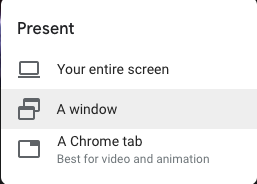 Present
Your entire screen
A window
A Chrome tab
Best for video and animation